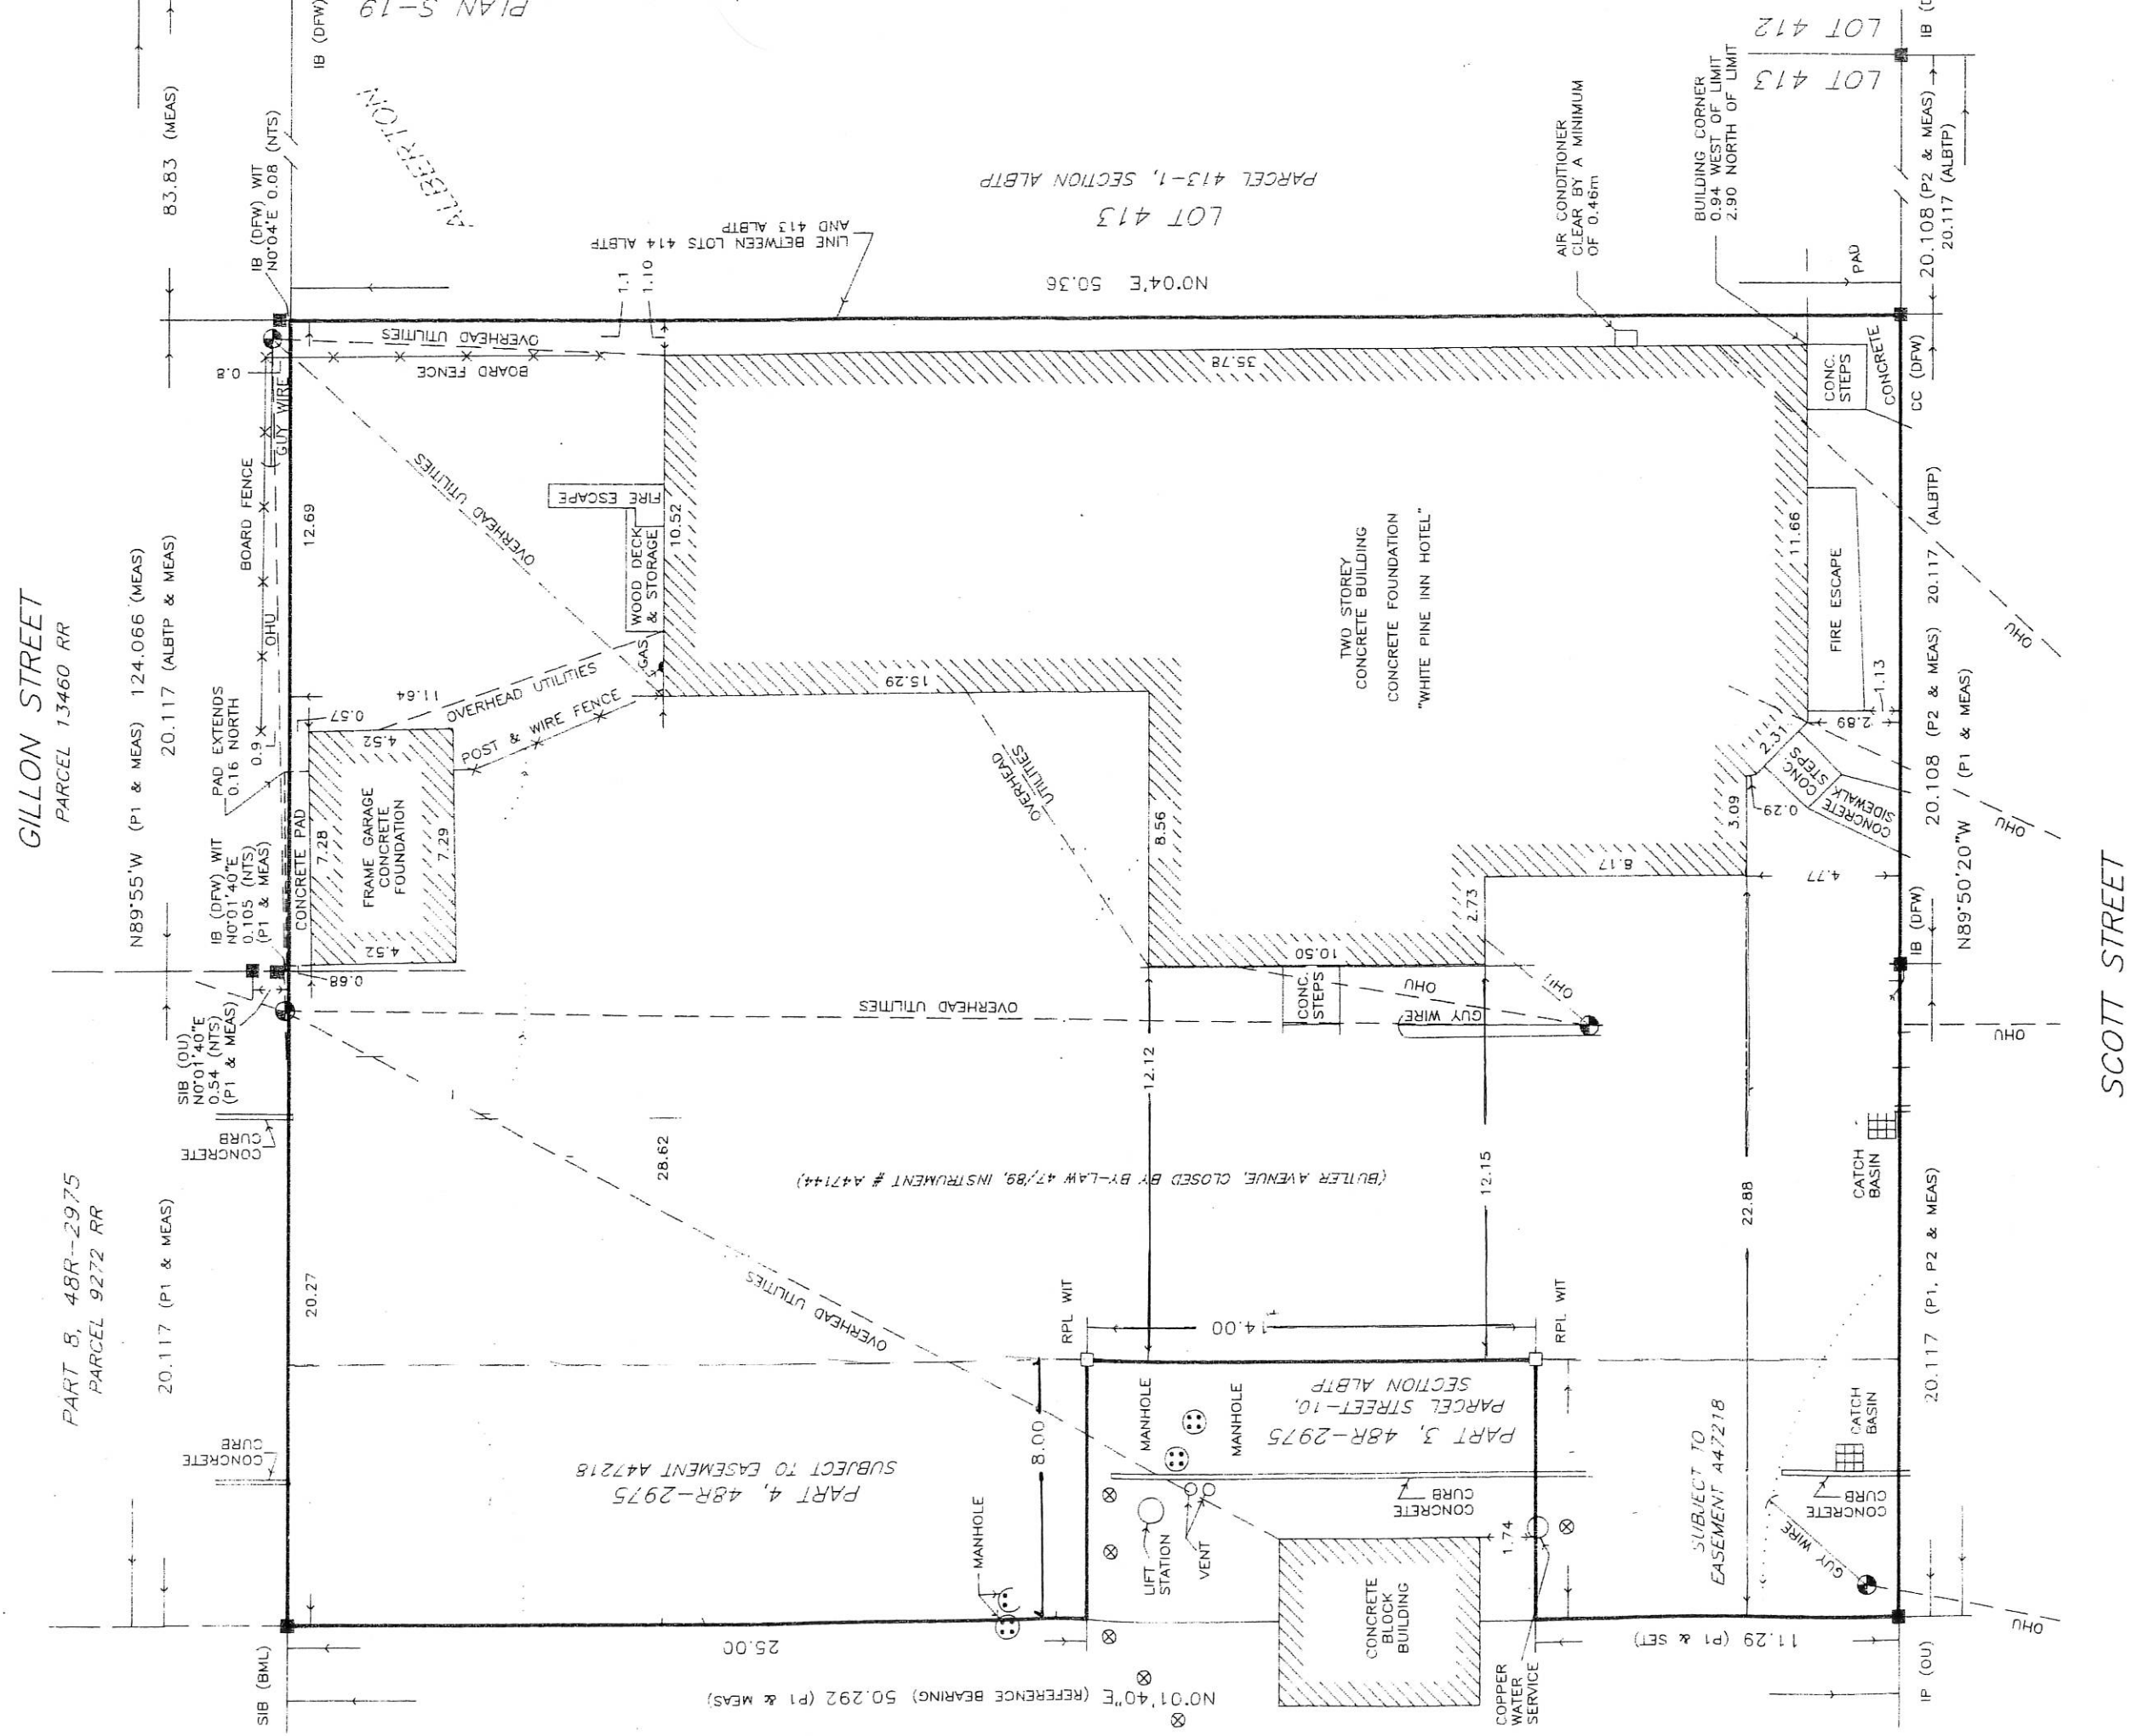 GILLON STREET
PARCEL 13460 RR
PART B, 48R-2975
PARCEL 9272 RR
N89°55'W (P1 & MEAS) 124.066 (MEAS)
20.117 (ALBTP & MEAS)
20.117 (P1 & MEAS)
83.83 (MEAS)
PLAN S-19
IB (DFW)
ALBERTON
IB (DFW) WIT
N0°04'E 0.08 (NTS)
0.8
GUY WIRE
BOARD FENCE
OHU
12.69
PAD EXTENDS
0.16 NORTH
0.9
0.57
IB (DFW) WIT
N0°01'40"E
0.105 (NTS)
(P1 & MEAS)
CONCRETE PAD
7.28
4.52
FRAME GARAGE
CONCRETE
FOUNDATION
7.29
4.52
0.68
SIB (OU)
N0°01'40"E
0.54 (NTS)
(P1 & MEAS)
CONCRETE
CURB
CONCRETE
CURB
20.27
SIB (BML)
OVERHEAD UTILITIES
BOARD FENCE
1.1
1.10
LINE BETWEEN LOTS 414 ALBTP
AND 413 ALBTP
N0°04'E 50.36
LOT 413
PARCEL 413-1, SECTION ALBTP
OVERHEAD UTILITIES
FIRE ESCAPE
WOOD DECK
& STORAGE
GAS
10.52
11.64
OVERHEAD UTILITIES
POST & WIRE FENCE
35.78
15.29
OVERHEAD
UTILITIES
8.56
TWO STOREY
CONCRETE BUILDING
CONCRETE FOUNDATION
"WHITE PINE INN HOTEL"
AIR CONDITIONER
CLEAR BY A MINIMUM
OF 0.46m
BUILDING CORNER
0.94 WEST OF LIMIT
2.90 NORTH OF LIMIT
LOT 412
LOT 413
IB (D
PAD
CONC.
STEPS
CONCRETE
CC (DFW)
20.108 (P2 & MEAS)
20.117 (ALBTP)
11.66
FIRE ESCAPE
1.13
2.89
2.31
CONC.
STEPS
CONCRETE
SIDEWALK
0.29
3.09
8.17
4.77
2.73
10.50
CONC.
STEPS
OHU
GUY WIRE
OHU
OVERHEAD UTILITIES
28.62
(BUTLER AVENUE, CLOSED BY BY-LAW 47/89, INSTRUMENT # A47144)
12.12
12.15
22.88
OVERHEAD UTILITIES
20.108 (P2 & MEAS) 20.117 (ALBTP)
N89°50'20"W / (P1 & MEAS)
IB (DFW)
OHU
OHU
OHU
SCOTT STREET
CATCH
BASIN
20.117 (P1, P2 & MEAS)
RPL WIT
14.00
RPL WIT
8.00
PART 3, 48R-2975
PARCEL STREET-10,
SECTION ALBTP
MANHOLE
MANHOLE
CONCRETE
CURB
LIFT
STATION
VENT
PART 4, 48R-2975
SUBJECT TO EASEMENT A47218
MANHOLE
CONCRETE
BLOCK
BUILDING
1.74
COPPER
WATER
SERVICE
SUBJECT TO
EASEMENT A47218
CATCH
BASIN
CONCRETE
CURB
GUY WIRE
OHU
25.00
N0°01'40"E (REFERENCE BEARING) 50.292 (P1 & MEAS)
11.29 (P1 & SET)
IP (OU)